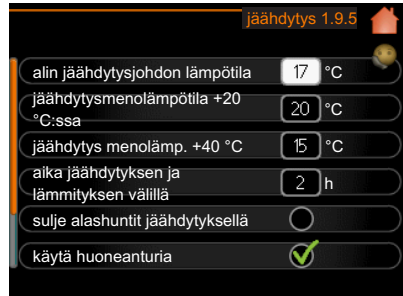 jäähdytys 1.9.5
alin jäähdytysjohdon lämpötila 17 °C
jäähdytysmenolämpötila +20
°C:ssa 20 °C
jäähdytys menolämp. +40 °C 15 °C
aika jäähdytyksen ja
lämmityksen välillä 2 h
sulje alashuntit jäähdytyksellä
käytä huoneanturia